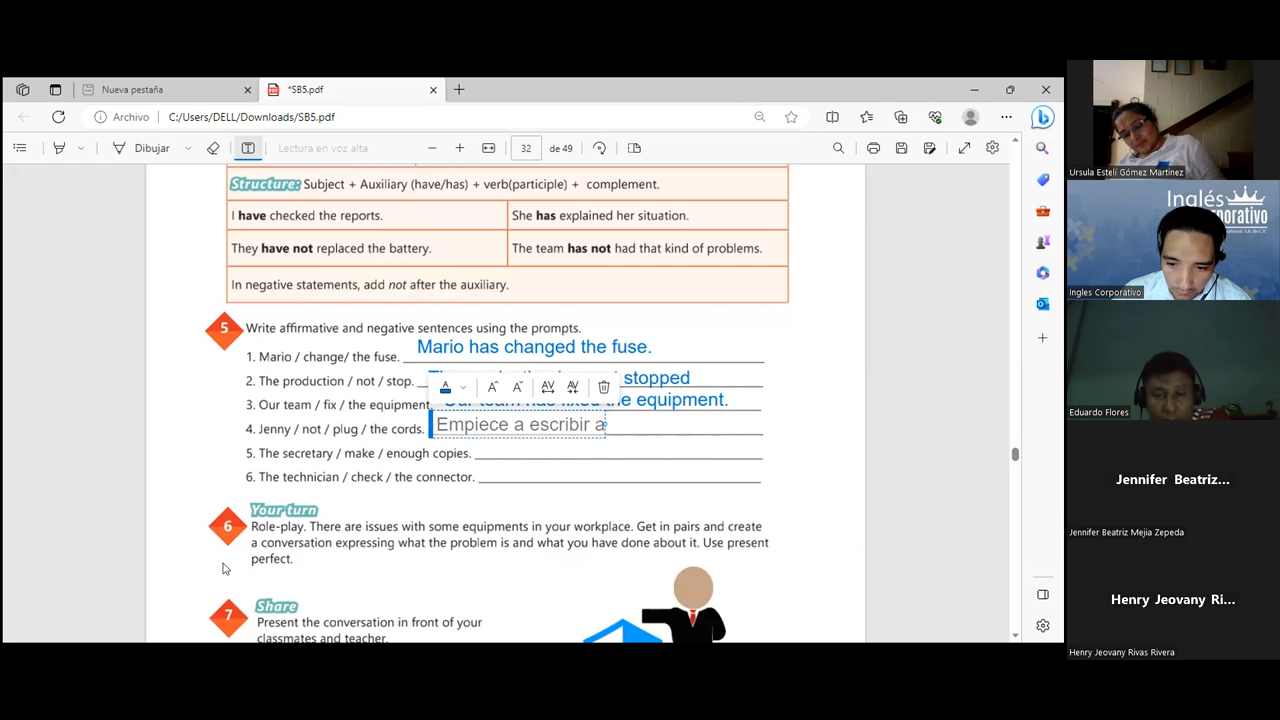 Nueva pestaña
*SB5.pdf
Archivo
C:/Users/DELL/Downloads/SB5.pdf
Dibujar
Lectura en voz alta
32
de 49
Structure: Subject + Auxiliary (have/has) + verb(participle) + complement.
I have checked the reports.
She has explained her situation.
They have not replaced the battery.
The team has not had that kind of problems.
In negative statements, add not after the auxiliary.
5
Write affirmative and negative sentences using the prompts.
Mario has changed the fuse.
1. Mario / change/ the fuse.
stopped
2. The production / not / stop.
the equipment.
3. Our team / fix / the equipment.
Empiece a escribir a
4. Jenny / not / plug / the cords.
5. The secretary / make / enough copies.
6. The technician / check / the connector.
Your turn
6
Role-play. There are issues with some equipments in your workplace. Get in pairs and create
a conversation expressing what the problem is and what you have done about it. Use present
perfect.
7
Share
Present the conversation in front of your
classmates and teacher.
Ursula Estelí Gómez Martinez
Inglés
Corporativo
Ingles Corporativo
Eduardo Flores
Jennifer Beatriz...
Jennifer Beatriz Mejia Zepeda
Henry Jeovany Ri...
Henry Jeovany Rivas Rivera